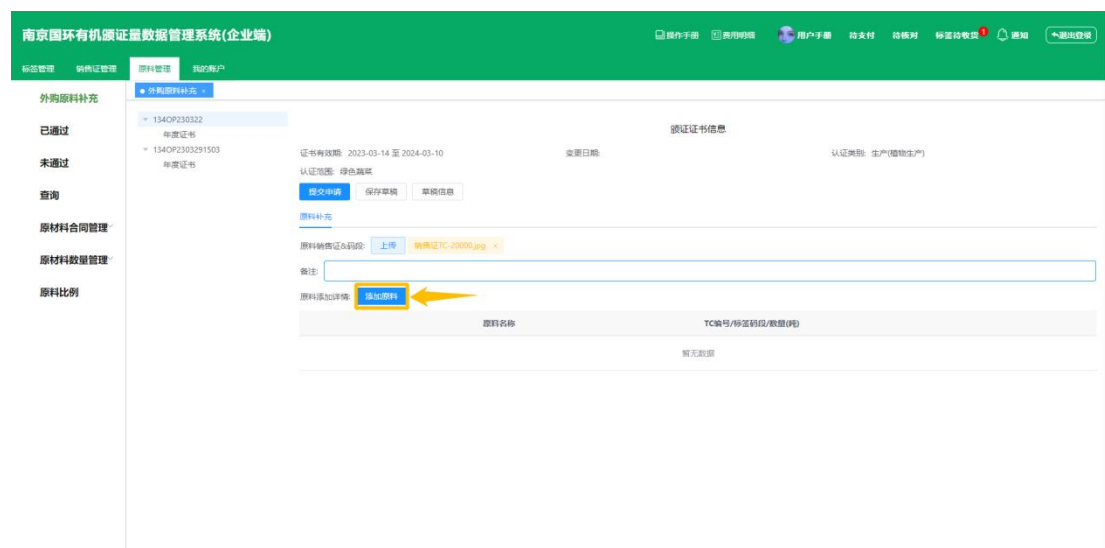 南京国环有机颁证量数据管理系统(企业端)
操作手册 费用明细 用户手册 待支付 待核对 标签待收货 1 通知 退出登录
标签管理 销售证管理 原料管理 我的账户
外购原料补充
已通过
未通过
查询
原材料合同管理
原材料数量管理
原料比例
外购原料补充 ×
134OP230322
年度证书
134OP2303291503
年度证书
颁证证书信息
证书有效期: 2023-03-14 至 2024-03-10 变更日期: 认证类别: 生产(植物生产)
认证范围: 绿色蔬菜
提交申请 保存草稿 草稿信息
原料补充
原料销售证&码段: 上传 销售证TC-20000.jpg ×
备注:
原料添加详情: 添加原料
原料名称 TC编号/标签码段/数量(吨)
暂无数据